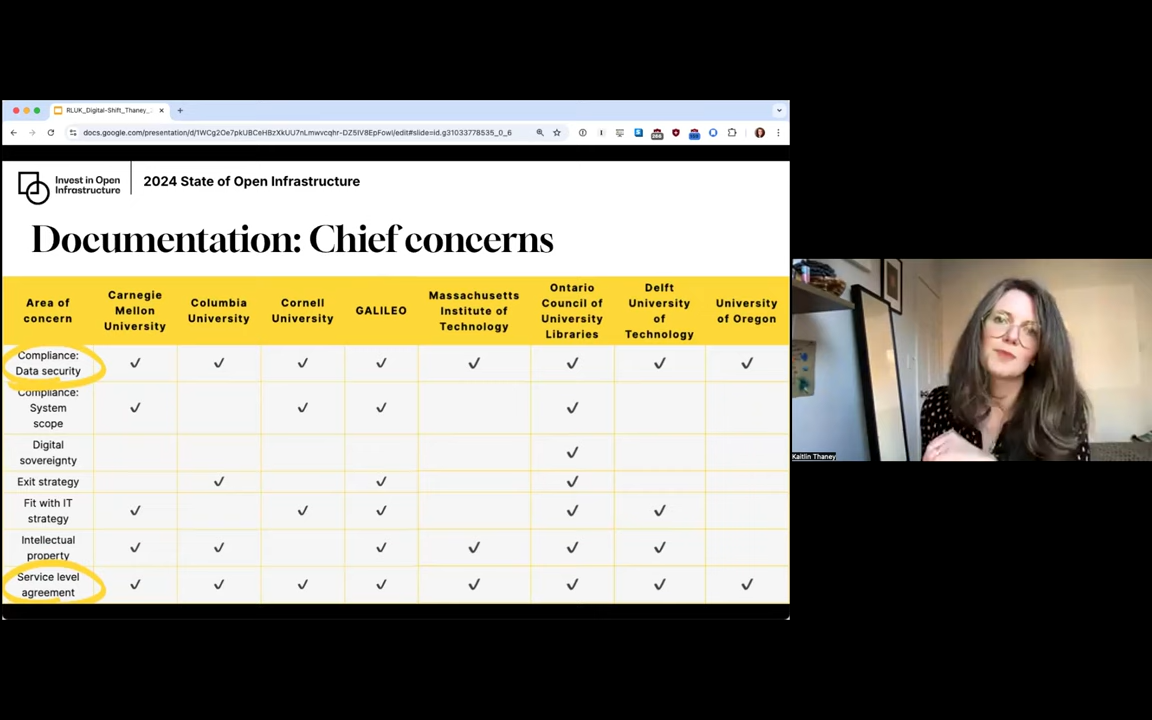 RLUK_Digital-Shift_Thaney_
docs.google.com/presentation/d/1WCg2Oe7pkUBCeHBzXkUU7nLmwvcqhr-DZ5IV8EpFowI/edit#slide=id.g31033778535_0_6
Invest in Open
Infrastructure
2024 State of Open Infrastructure
Documentation: Chief concerns
Area of
concern
Carnegie
Mellon
University
Columbia
University
Cornell
University
GALILEO
Massachusetts
Institute of
Technology
Ontario
Council of
University
Libraries
Delft
University
of
Technology
University
of Oregon
Compliance:
Data security
✓ ✓ ✓ ✓ ✓ ✓ ✓ ✓
Compliance:
System
scope
✓ ✓ ✓ ✓
Digital
sovereignty
✓
Exit strategy
✓ ✓ ✓
Fit with IT
strategy
✓ ✓ ✓ ✓ ✓
Intellectual
property
✓ ✓ ✓ ✓ ✓ ✓
Service level
agreement
✓ ✓ ✓ ✓ ✓ ✓ ✓ ✓
Kaitlin Thaney